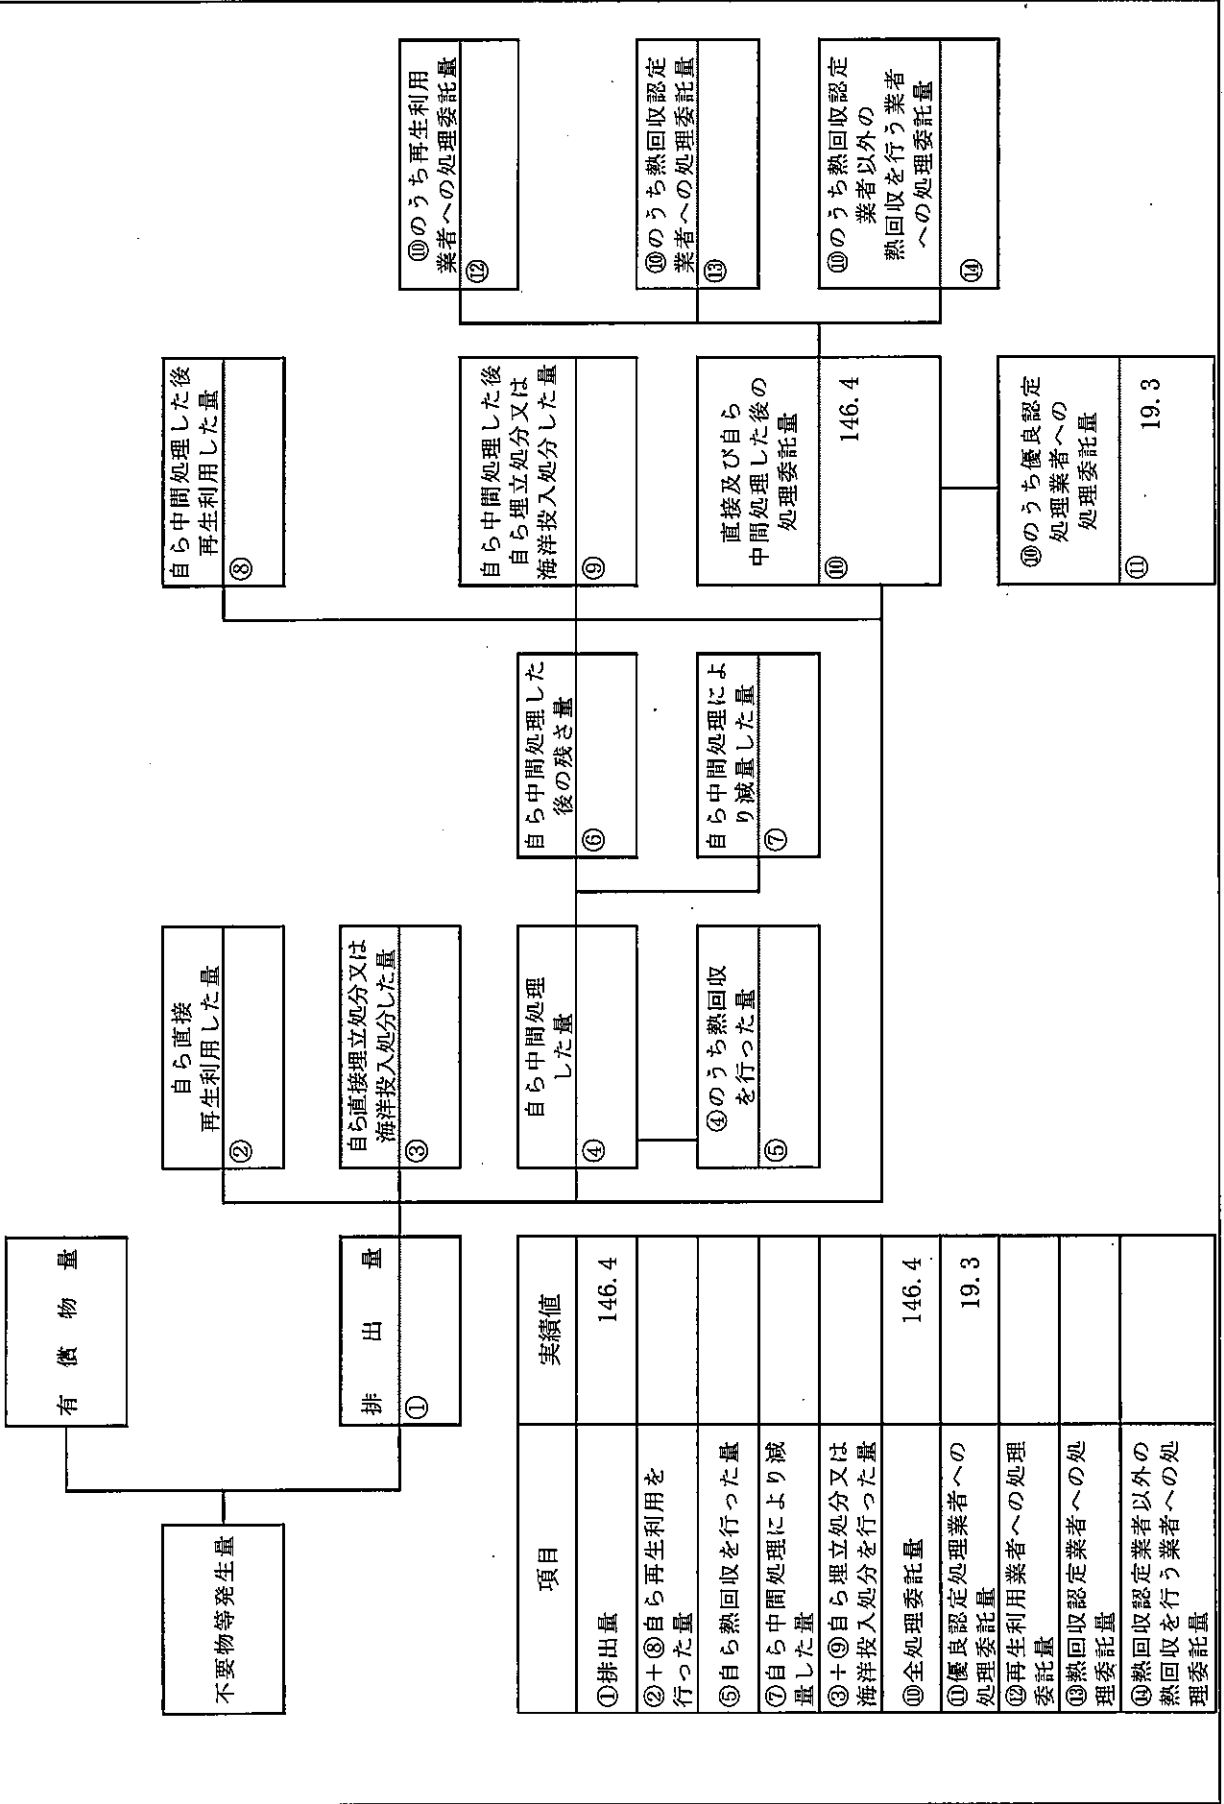 有償物量
不要物等発生量
排出量
①
自ら直接
再生利用した量
②
自ら直接埋立処分又は
海洋投入処分した量
③
自ら中間処理
した量
④
④のうち熱回収
を行った量
⑤
自ら中間処理した
後の残さ量
⑥
自ら中間処理によ
り減量した量
⑦
自ら中間処理した後
再生利用した量
⑧
自ら中間処理した後
自ら埋立処分又は
海洋投入処分した量
⑨
直接及び自ら
中間処理した後の
処理委託量
⑩ 146.4
⑩のうち優良認定
処理業者への
処理委託量
⑪ 19.3
⑩のうち再生利用
業者への処理委託量
⑫
⑩のうち熱回収認定
業者への処理委託量
⑬
⑩のうち熱回収認定
業者以外の
熱回収を行う業者
への処理委託量
⑭
項目 実績値
①排出量 146.4
②+⑧自ら再生利用を
行った量
⑤自ら熱回収を行った量
⑦自ら中間処理により減
量した量
③+⑨自ら埋立処分又は
海洋投入処分を行った量
⑩全処理委託量 146.4
⑪優良認定処理業者への
処理委託量 19.3
⑫再生利用業者への処理
委託量
⑬熱回収認定業者への処
理委託量
⑭熱回収認定業者以外の
熱回収を行う業者への処
理委託量